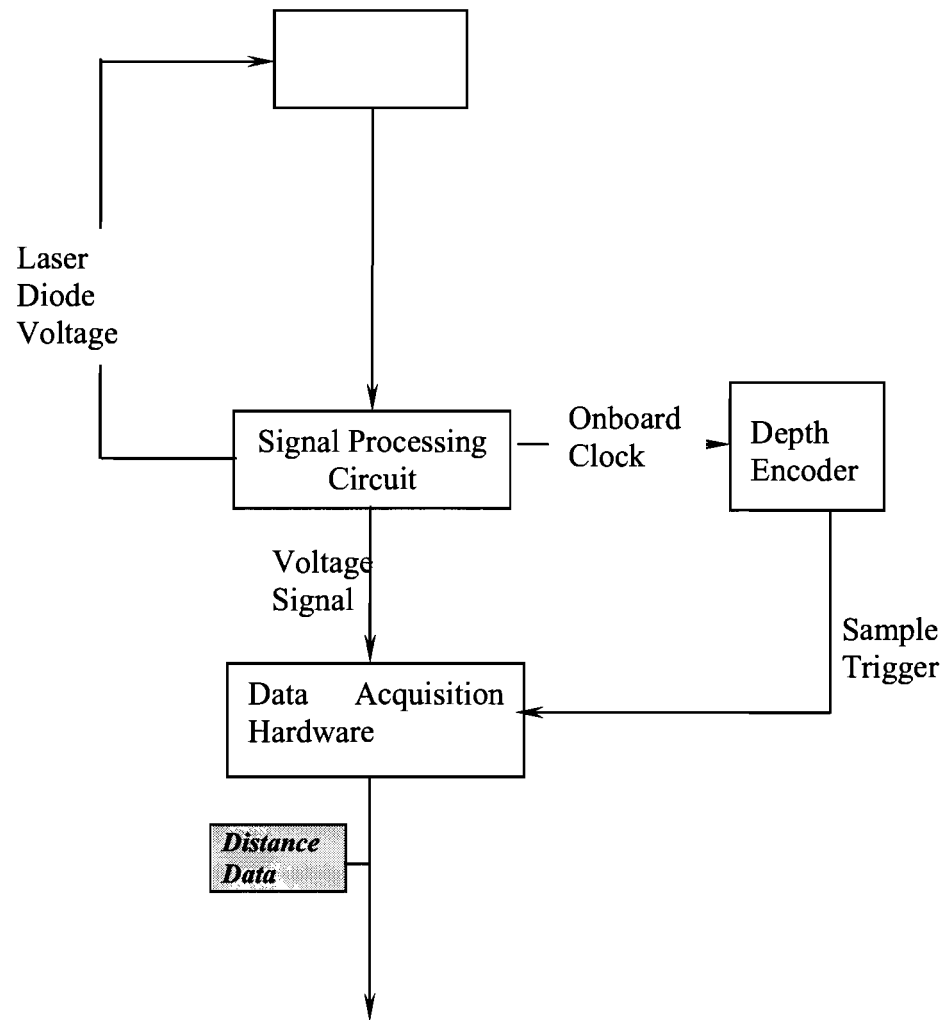 Laser
Diode
Voltage
Signal Processing
Circuit
Onboard
Clock
Depth
Encoder
Voltage
Signal
Sample
Trigger
Data Acquisition
Hardware
Distance
Data